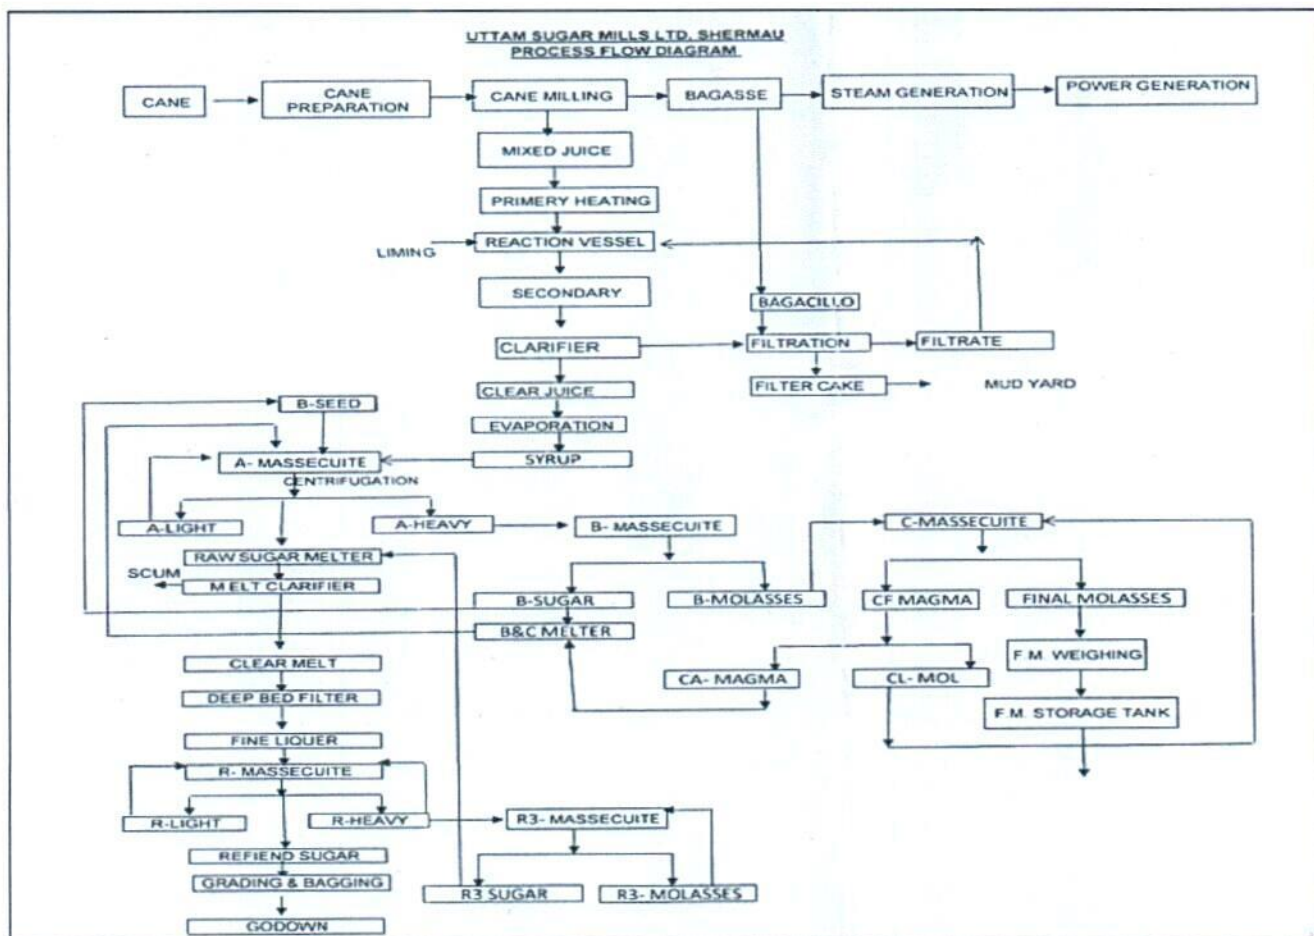 UTTAM SUGAR MILLS LTD. SHERMAU
PROCESS FLOW DIAGRAM
CANE
CANE
PREPARATION
CANE MILLING
BAGASSE
STEAM GENERATION
POWER GENERATION
MIXED JUICE
PRIMERY HEATING
LIMING
REACTION VESSEL
SECONDARY
BAGACILLO
CLARIFIER
FILTRATION
FILTRATE
CLEAR JUICE
FILTER CAKE
MUD YARD
B-SEED
EVAPORATION
A- MASSECUITE
SYRUP
CENTRIFUGATION
A-LIGHT
A-HEAVY
B- MASSECUITE
C-MASSECUITE
RAW SUGAR MELTER
SCUM
MELT CLARIFIER
B-SUGAR
B-MOLASSES
CF MAGMA
FINAL MOLASSES
B&C MELTER
CLEAR MELT
CA- MAGMA
CL- MOL
F.M. WEIGHING
DEEP BED FILTER
F.M. STORAGE TANK
FINE LIQUER
R- MASSECUITE
R-LIGHT
R-HEAVY
R3- MASSECUITE
REFIEND SUGAR
GRADING & BAGGING
R3 SUGAR
R3- MOLASSES
GODOWN